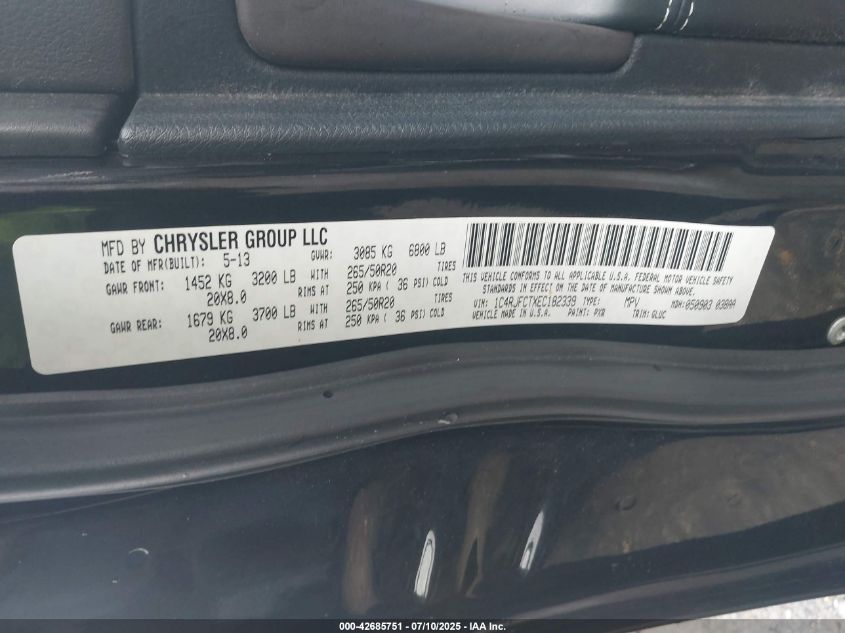 MFD BY CHRYSLER GROUP LLC
DATE OF MFR(BUILT): 5-13 GVWR: 3085 KG 6800 LB
GAWR FRONT: 1452 KG 3200 LB WITH 265/50R20 TIRES
20X8.0 RIMS AT 250 KPA ( 36 PSI) COLD
GAWR REAR: 1679 KG 3700 LB WITH 265/50R20 TIRES
20X8.0 RIMS AT 250 KPA ( 36 PSI) COLD
THIS VEHICLE CONFORMS TO ALL APPLICABLE U.S.A. FEDERAL MOTOR VEHICLE SAFETY
STANDARDS IN EFFECT ON THE DATE OF MANUFACTURE SHOWN ABOVE.
VIN: 1C4RJFCTXEC182339 TYPE: MPV MDH: 050903 038AA
VEHICLE MADE IN U.S.A. PAINT: PXR TRIM: GLUC
000-42685751 - 07/10/2025 - IAA Inc.